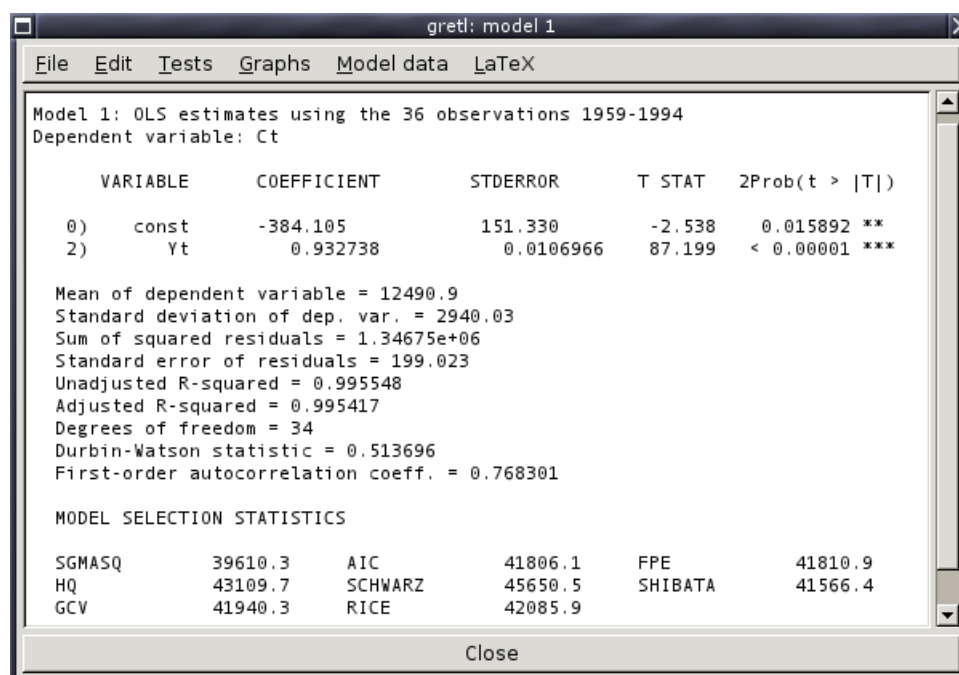 gretl: model 1
File Edit Tests Graphs Model data LaTeX
Model 1: OLS estimates using the 36 observations 1959-1994
Dependent variable: Ct
VARIABLE COEFFICIENT STDERROR T STAT 2Prob(t > |T|)
0) const -384.105 151.330 -2.538 0.015892 **
2) Yt 0.932738 0.0106966 87.199 < 0.00001 ***
Mean of dependent variable = 12490.9
Standard deviation of dep. var. = 2940.03
Sum of squared residuals = 1.34675e+06
Standard error of residuals = 199.023
Unadjusted R-squared = 0.995548
Adjusted R-squared = 0.995417
Degrees of freedom = 34
Durbin-Watson statistic = 0.513696
First-order autocorrelation coeff. = 0.768301
MODEL SELECTION STATISTICS
SGMASQ 39610.3 AIC 41806.1 FPE 41810.9
HQ 43109.7 SCHWARZ 45650.5 SHIBATA 41566.4
GCV 41940.3 RICE 42085.9
Close